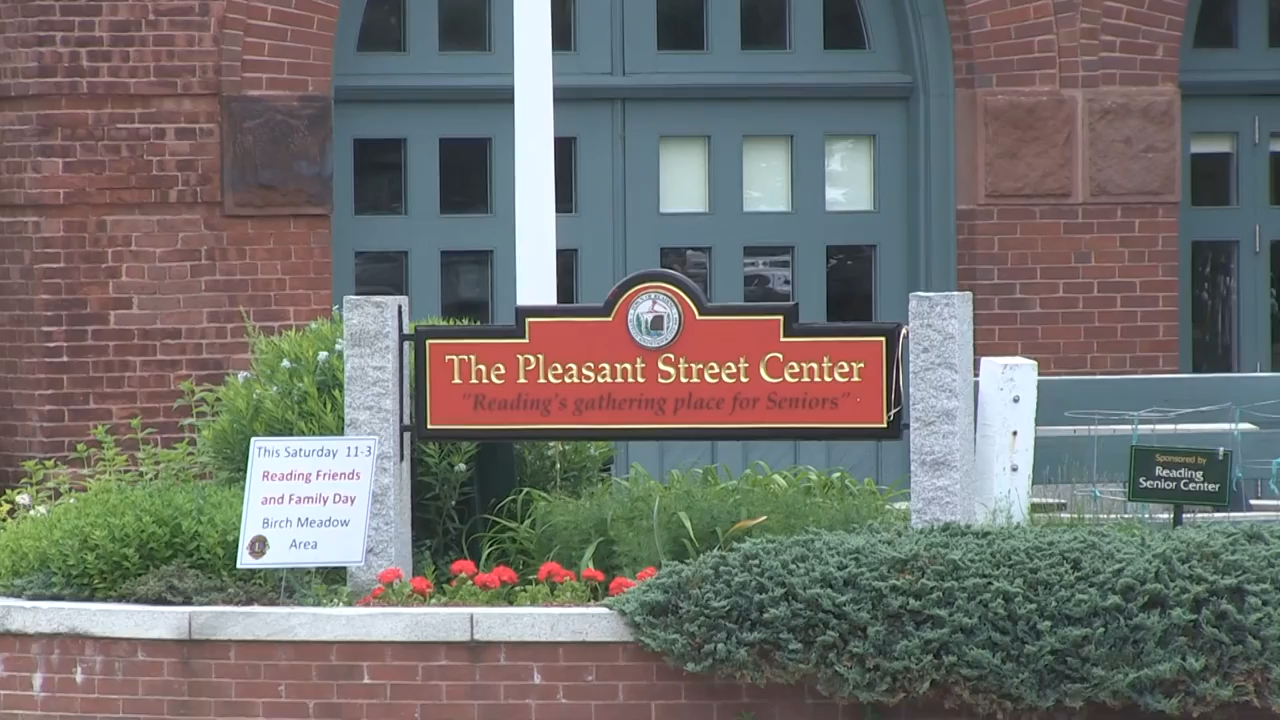 The Pleasant Street Center
"Reading's gathering place for Seniors"
This Saturday 11-3
Reading Friends
and Family Day
Birch Meadow
Area
Sponsored by
Reading
Senior Center